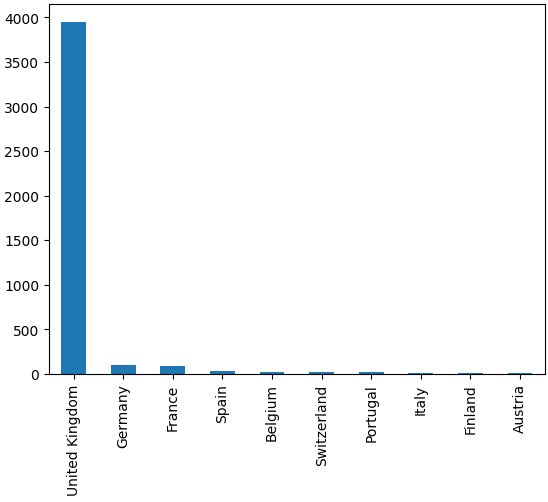 4000
3500
3000
2500
2000
1500
1000
500
0
United Kingdom
Germany
France
Spain
Belgium
Switzerland
Portugal
Italy
Finland
Austria